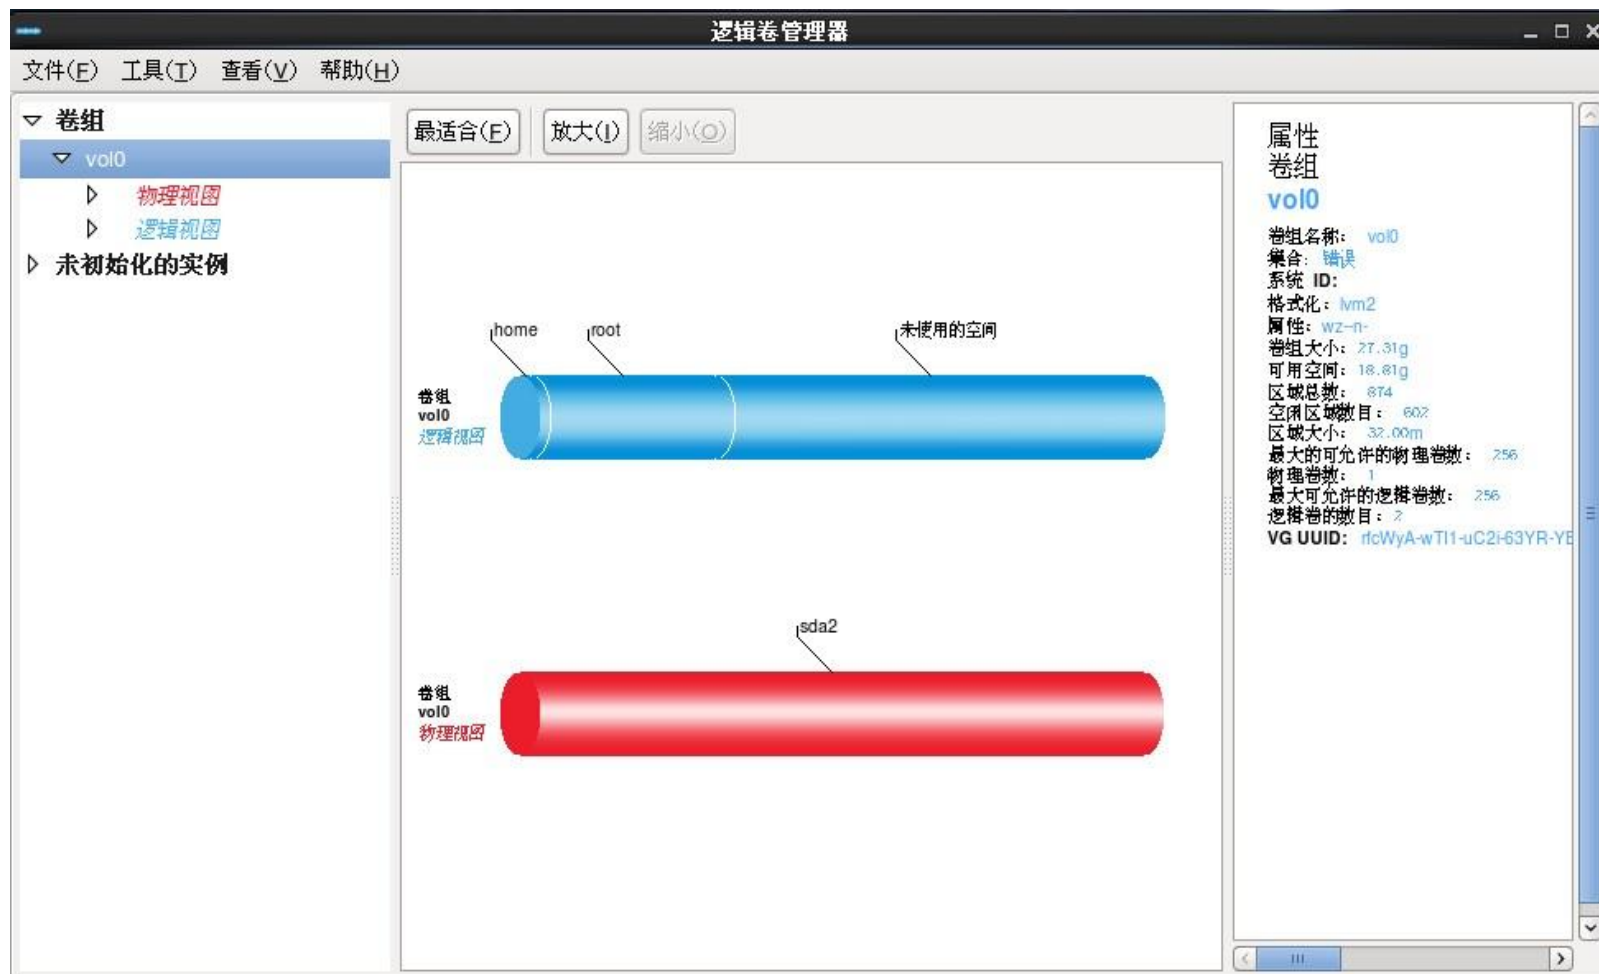 逻辑卷管理器
文件(F) 工具(T) 查看(V) 帮助(H)
卷组
vol0
物理视图
逻辑视图
未初始化的实例
最适合(F) 放大(I) 缩小(O)
home root 未使用的空间
卷组
vol0
逻辑视图
sda2
卷组
vol0
物理视图
属性
卷组
vol0
卷组名称: vol0
集合: 错误
系统 ID:
格式化: lvm2
属性: wz--n-
卷组大小: 27.31g
可用空间: 18.81g
区域总数: 874
空闲区域数目: 602
区域大小: 32.00m
最大的可允许的物理卷数: 256
物理卷数: 1
最大可允许的逻辑卷数: 256
逻辑卷的数目: 2
VG UUID: